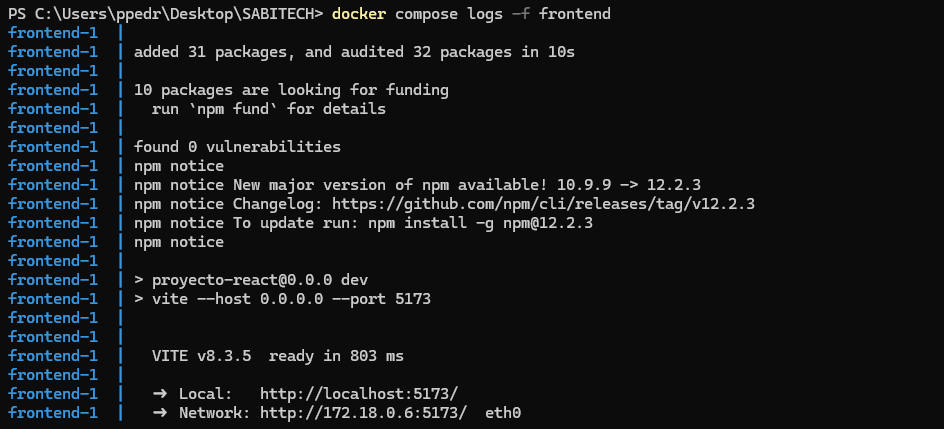 PS C:\Users\ppedr\Desktop\SABITECH> docker compose logs -f frontend
frontend-1  |
frontend-1  | added 31 packages, and audited 32 packages in 10s
frontend-1  |
frontend-1  | 10 packages are looking for funding
frontend-1  |   run `npm fund` for details
frontend-1  |
frontend-1  | found 0 vulnerabilities
frontend-1  | npm notice
frontend-1  | npm notice New major version of npm available! 10.9.9 -> 12.2.3
frontend-1  | npm notice Changelog: https://github.com/npm/cli/releases/tag/v12.2.3
frontend-1  | npm notice To update run: npm install -g npm@12.2.3
frontend-1  | npm notice
frontend-1  |
frontend-1  | > proyecto-react@0.0.0 dev
frontend-1  | > vite --host 0.0.0.0 --port 5173
frontend-1  |
frontend-1  |
frontend-1  |   VITE v8.3.5  ready in 803 ms
frontend-1  |
frontend-1  |   ➜ Local:   http://localhost:5173/
frontend-1  |   ➜ Network: http://172.18.0.6:5173/  eth0